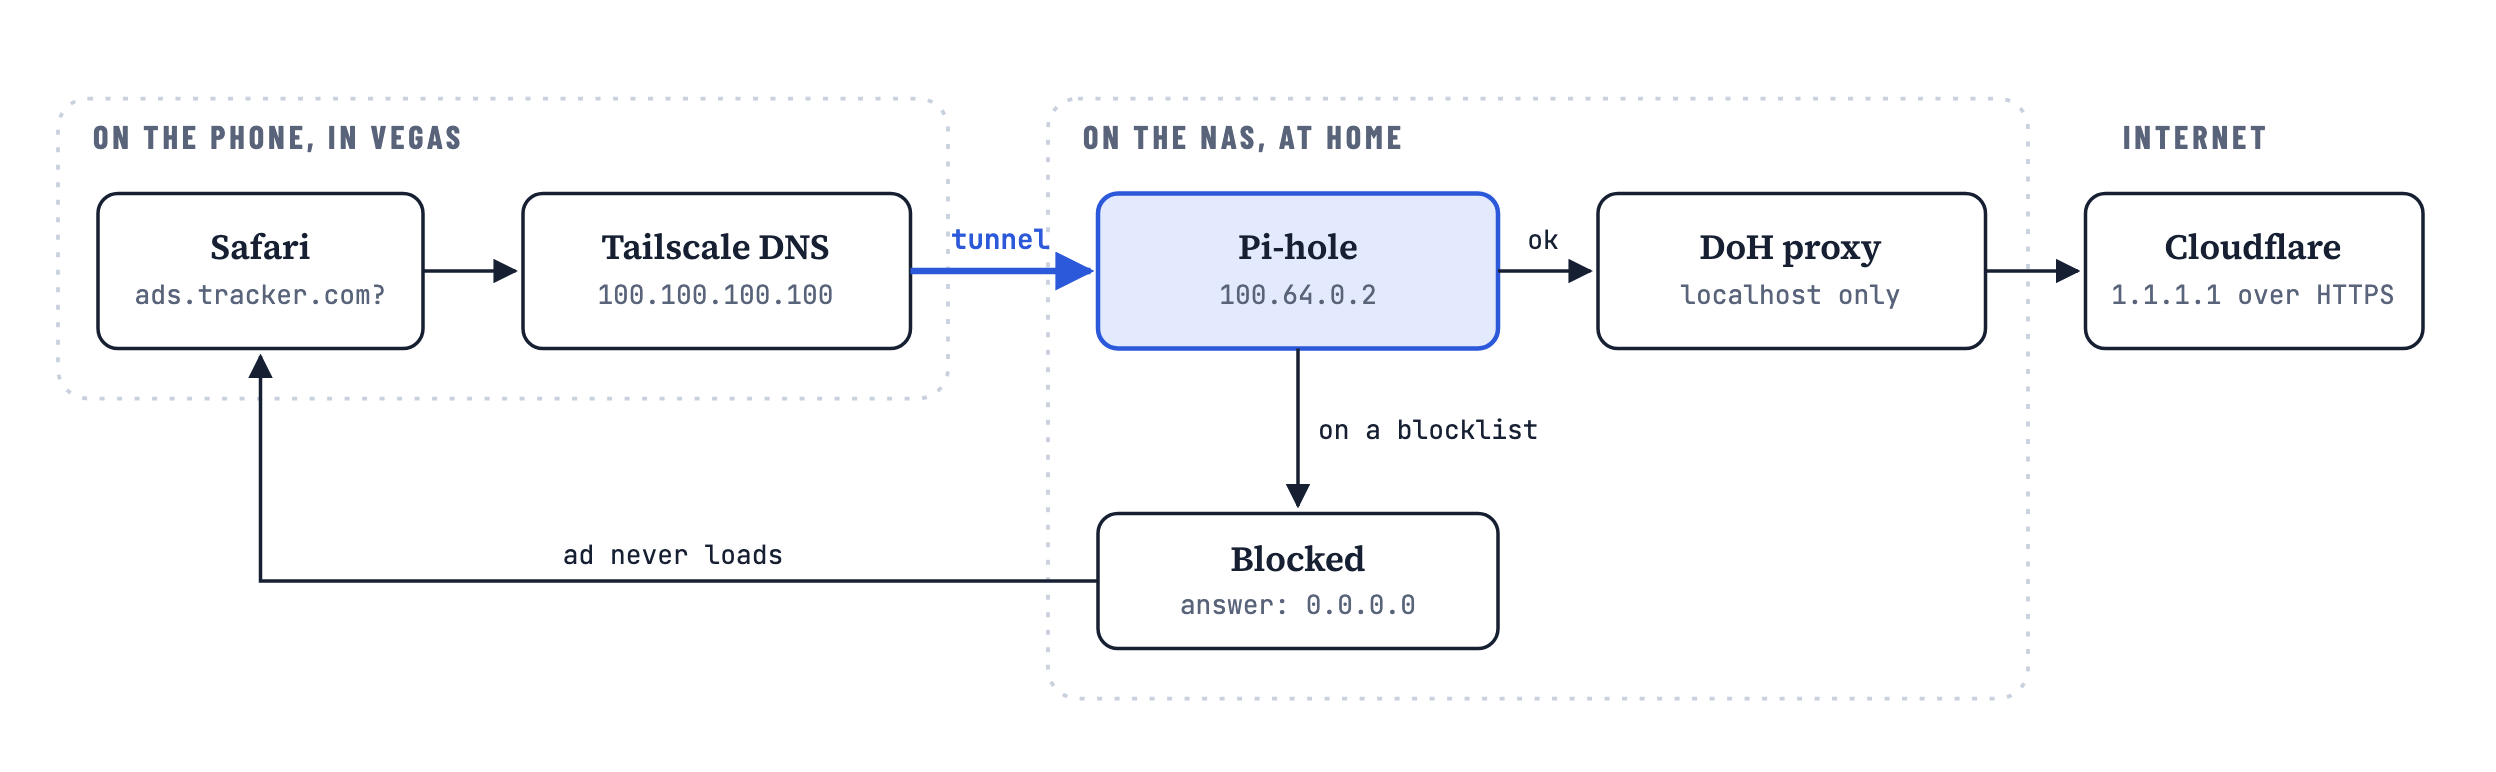 ON THE PHONE, IN VEGAS
ON THE NAS, AT HOME
INTERNET
Safari
ads.tracker.com?
Tailscale DNS
100.100.100.100
tunnel
Pi-hole
100.64.0.2
ok
DoH proxy
localhost only
Cloudflare
1.1.1.1 over HTTPS
on a blocklist
ad never loads
Blocked
answer: 0.0.0.0